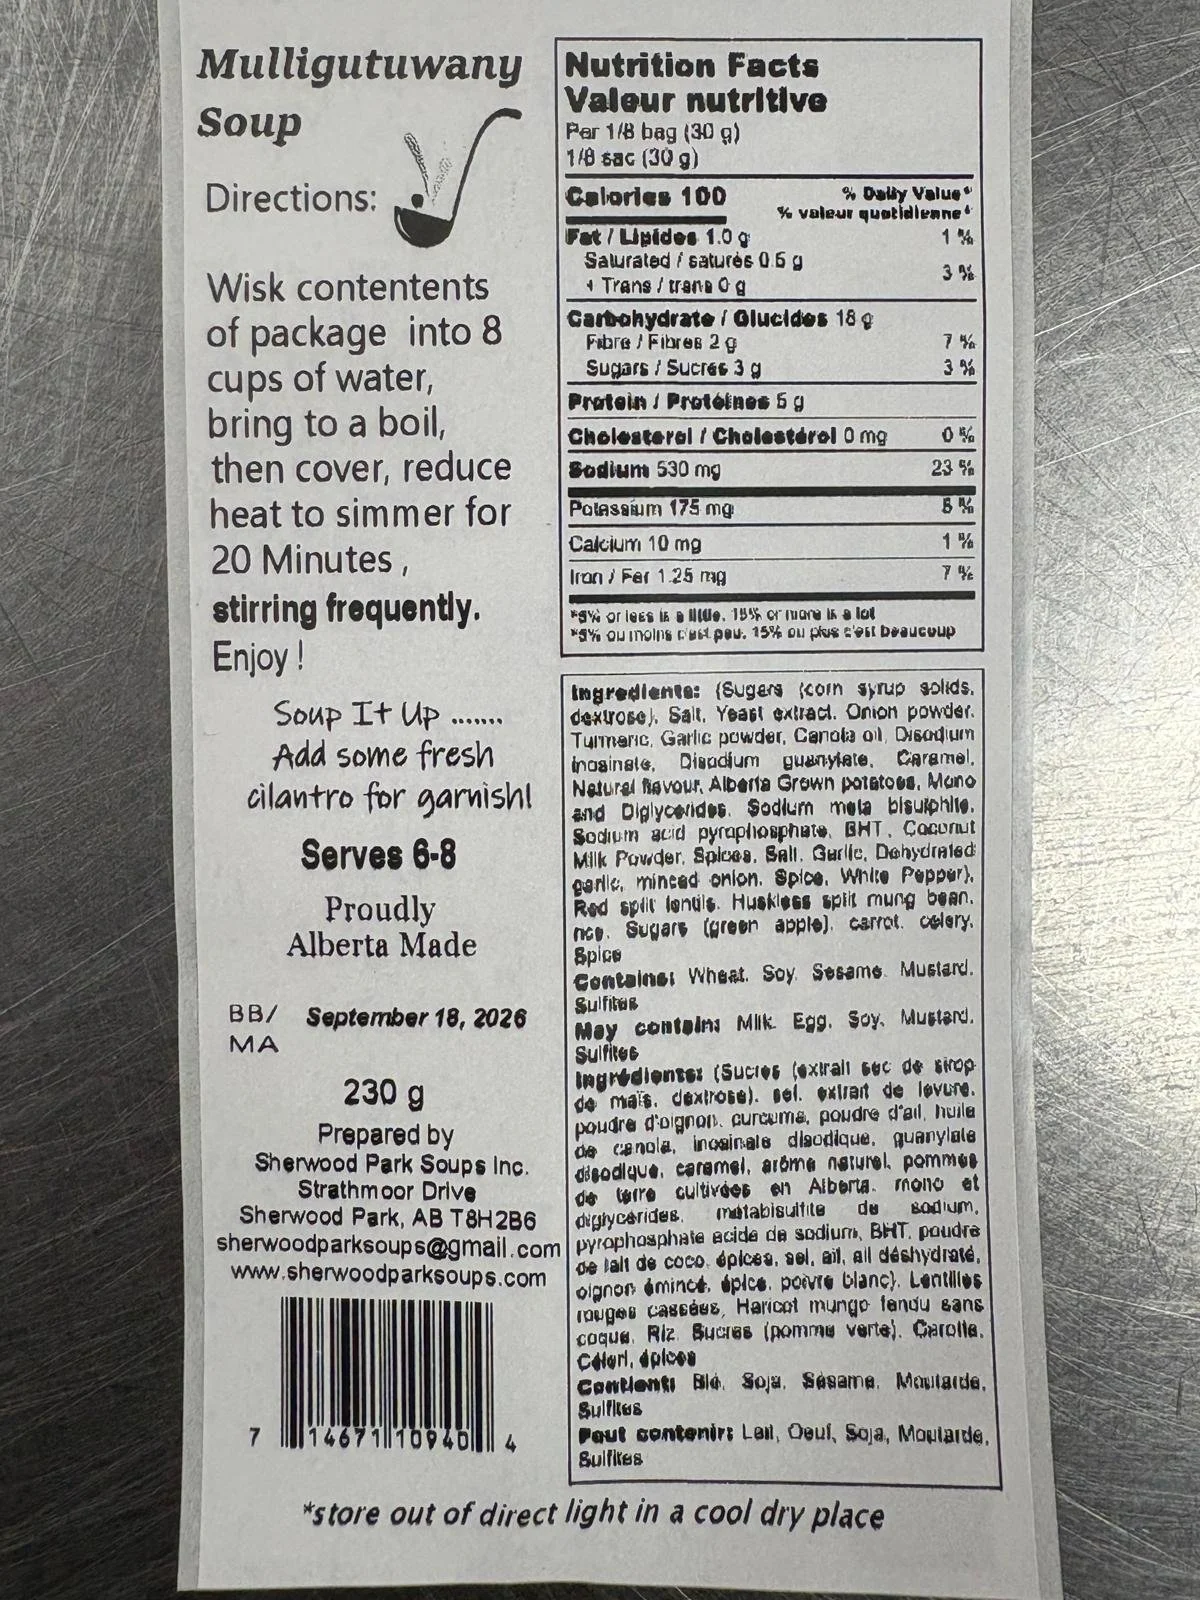 Mulligutuwany
Soup
Directions:
Wisk contentents
of package into 8
cups of water,
bring to a boil,
then cover, reduce
heat to simmer for
20 Minutes ,
stirring frequently.
Enjoy !
Soup It Up .......
Add some fresh
cilantro for garnish!
Serves 6-8
Proudly
Alberta Made
BB/
MA
September 18, 2026
230 g
Prepared by
Sherwood Park Soups Inc.
Strathmoor Drive
Sherwood Park, AB T8H 2B6
sherwoodparksoups@gmail.com
www.sherwoodparksoups.com
7 14671 10940 4
Nutrition Facts
Valeur nutritive
Per 1/8 bag (30 g)
1/8 sac (30 g)
Calories 100
% Daily Value*
% valeur quotidienne*
Fat / Lipides 1.0 g 1 %
Saturated / saturés 0.5 g
+ Trans / trans 0 g
3 %
Carbohydrate / Glucides 18 g
Fibre / Fibres 2 g 7 %
Sugars / Sucres 3 g 3 %
Protein / Protéines 5 g
Cholesterol / Cholestérol 0 mg 0 %
Sodium 530 mg 23 %
Potassium 175 mg 5 %
Calcium 10 mg 1 %
Iron / Fer 1.25 mg 7 %
*5% or less is a little, 15% or more is a lot
*5% ou moins c'est peu, 15% ou plus c'est beaucoup
Ingredients: (Sugars (corn syrup solids,
dextrose), Salt, Yeast extract, Onion powder,
Turmeric, Garlic powder, Canola oil, Disodium
inosinate, Disodium guanylate, Caramel,
Natural flavour, Alberta Grown potatoes, Mono
and Diglycerides, Sodium meta bisulphite,
Sodium acid pyrophosphate, BHT, Coconut
Milk Powder, Spices, Salt, Garlic, Dehydrated
garlic, minced onion, Spice, White Pepper),
Red split lentils, Huskless split mung bean,
rice, Sugars (green apple), carrot, celery,
Spice
Contains: Wheat, Soy, Sesame, Mustard,
Sulfites
May contain: Milk, Egg, Soy, Mustard,
Sulfites
Ingrédients: (Sucres (extrait sec de sirop
de maïs, dextrose), sel, extrait de levure,
poudre d'oignon, curcuma, poudre d'ail, huile
de canola, inosinate disodique, guanylate
disodique, caramel, arôme naturel, pommes
de terre cultivées en Alberta, mono et
diglycérides, métabisulfite de sodium,
pyrophosphate acide de sodium, BHT, poudre
de lait de coco, épices, sel, ail, ail déshydraté,
oignon émincé, épice, poivre blanc), Lentilles
rouges cassées, Haricot mungo fendu sans
coque, Riz, Sucres (pomme verte), Carotte,
Céleri, épices
Contient: Blé, Soja, Sésame, Moutarde,
Sulfites
Peut contenir: Lait, Oeuf, Soja, Moutarde,
Sulfites
*store out of direct light in a cool dry place